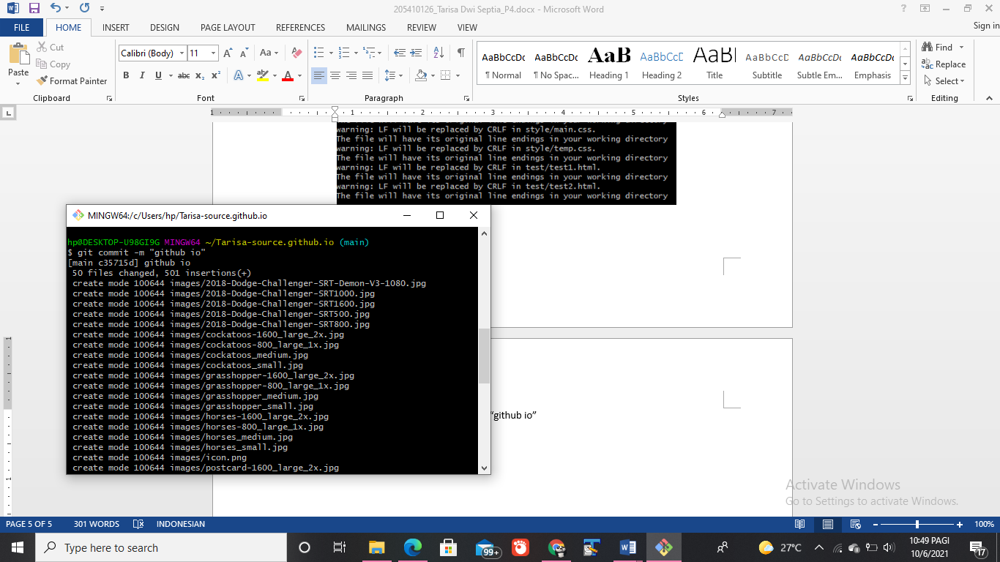 205410126_Tarisa Dwi Septia_P4.docx - Microsoft Word
FILE HOME INSERT DESIGN PAGE LAYOUT REFERENCES MAILINGS REVIEW VIEW Sign in
Paste
Cut
Copy
Format Painter
Clipboard
Calibri (Body) 11
Font
Paragraph
AaBbCcDc AaBbCcDc AaB AaBbCcD AaB AaBbCcD AaBbCcDc AaBbCcDc
¶ Normal ¶ No Spac... Heading 1 Heading 2 Title Subtitle Subtle Em... Emphasis
Styles
Find
Replace
Select
Editing
1 1 2 3 4 5 6 7
warning: LF will be replaced by CRLF in style/main.css.
The file will have its original line endings in your working directory
warning: LF will be replaced by CRLF in style/temp.css.
The file will have its original line endings in your working directory
warning: LF will be replaced by CRLF in test/test1.html.
The file will have its original line endings in your working directory
warning: LF will be replaced by CRLF in test/test2.html.
The file will have its original line endings in your working directory
MINGW64:/c/Users/hp/Tarisa-source.github.io
hp@DESKTOP-U98GI9G MINGW64 ~/Tarisa-source.github.io (main)
$ git commit -m "github io"
[main c35715d] github io
50 files changed, 501 insertions(+)
create mode 100644 images/2018-Dodge-Challenger-SRT-Demon-V3-1080.jpg
create mode 100644 images/2018-Dodge-Challenger-SRT1000.jpg
create mode 100644 images/2018-Dodge-Challenger-SRT1600.jpg
create mode 100644 images/2018-Dodge-Challenger-SRT500.jpg
create mode 100644 images/2018-Dodge-Challenger-SRT800.jpg
create mode 100644 images/cockatoos-1600_large_2x.jpg
create mode 100644 images/cockatoos-800_large_1x.jpg
create mode 100644 images/cockatoos_medium.jpg
create mode 100644 images/cockatoos_small.jpg
create mode 100644 images/grasshopper-1600_large_2x.jpg
create mode 100644 images/grasshopper-800_large_1x.jpg
create mode 100644 images/grasshopper_medium.jpg
create mode 100644 images/grasshopper_small.jpg
create mode 100644 images/horses-1600_large_2x.jpg
create mode 100644 images/horses-800_large_1x.jpg
create mode 100644 images/horses_medium.jpg
create mode 100644 images/horses_small.jpg
create mode 100644 images/icon.png
create mode 100644 images/postcard-1600_large_2x.jpg
“github io”
Activate Windows
Go to Settings to activate Windows.
PAGE 5 OF 5 301 WORDS INDONESIAN 100%
Type here to search
99+
27°C
10:49 PAGI
10/6/2021
17